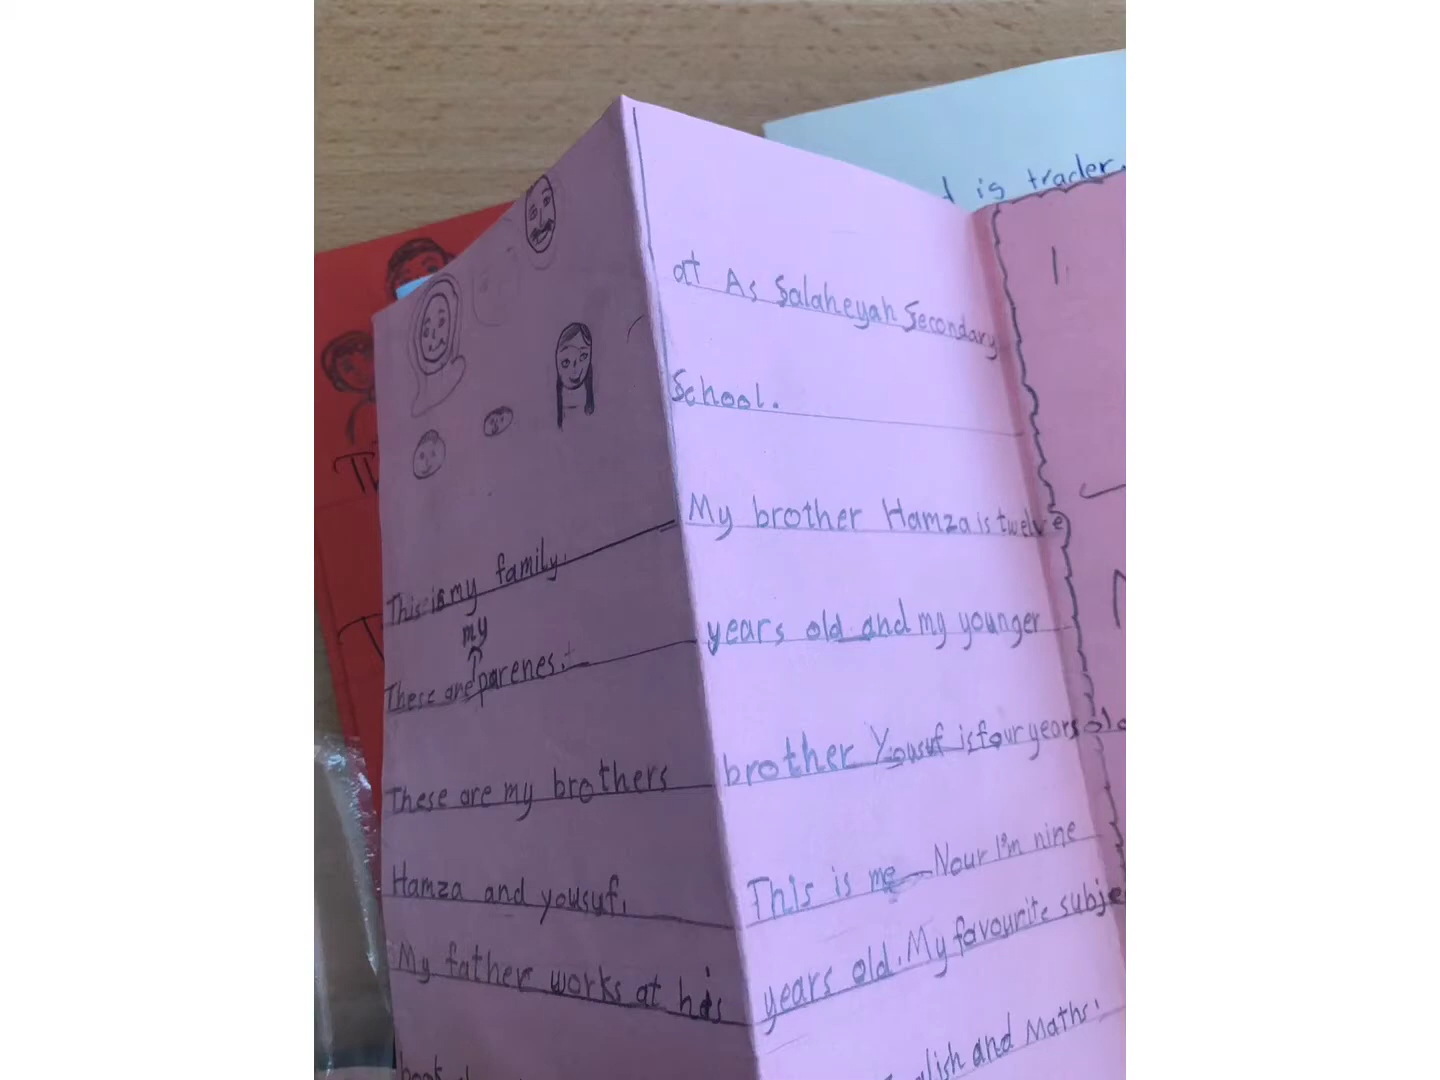 This is my family.
my
These are parenes.
These are my brothers
Hamza and yousuf.
My father works at his
book
at As Salaheyah Secondary
School.
My brother Hamza is twelve
years old and my younger
brother Yousuf is four years old
This is me Nour I'm nine
years old. My favourite subje
lish and Maths.
is trader.
1.